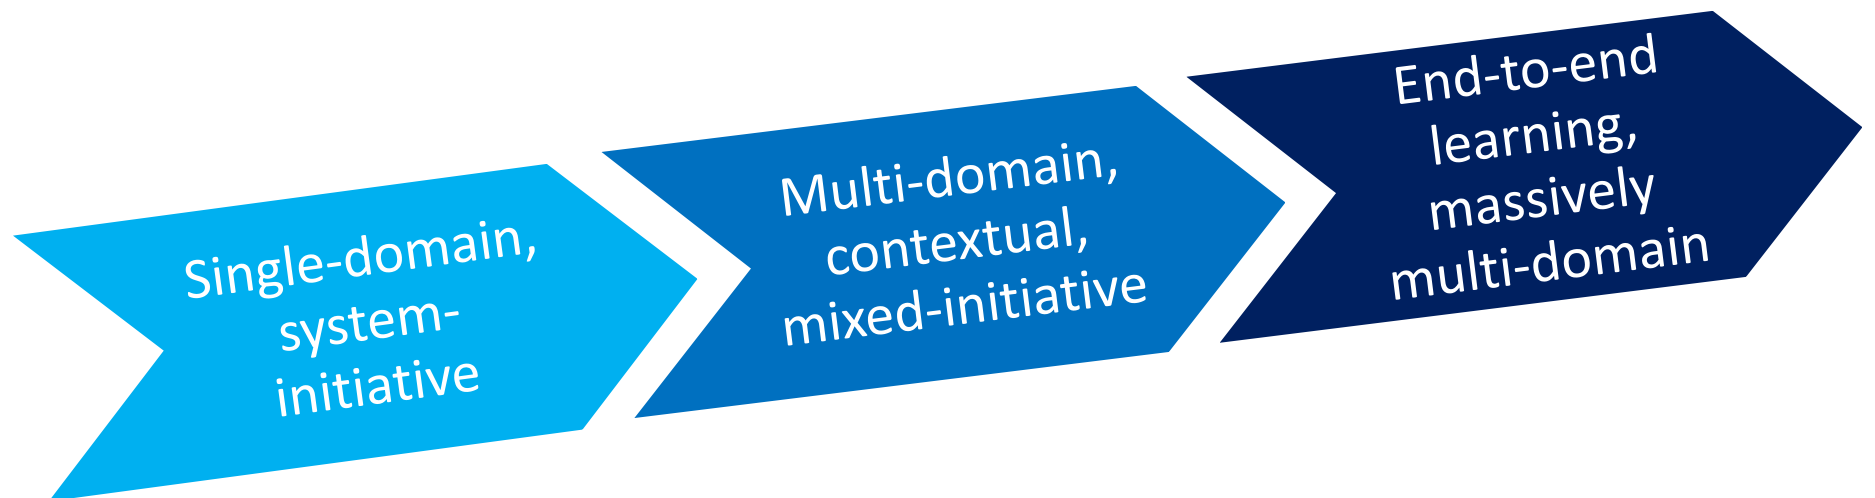 Single-domain,
system-
initiative
Multi-domain,
contextual,
mixed-initiative
End-to-end
learning,
massively
multi-domain